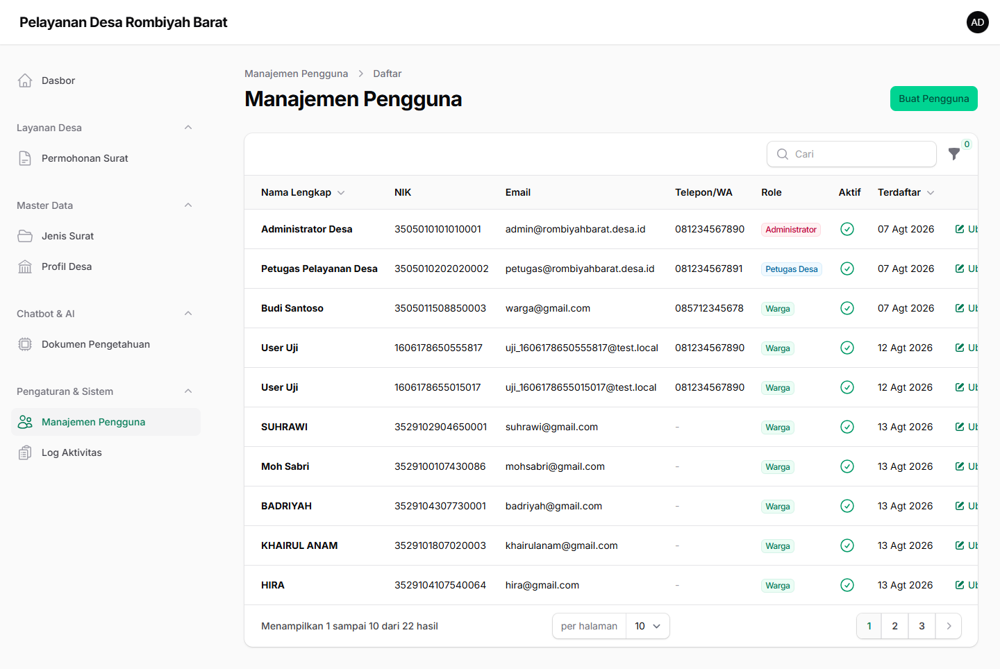 Pelayanan Desa Rombiyah Barat
AD
Dasbor
Layanan Desa
Permohonan Surat
Master Data
Jenis Surat
Profil Desa
Chatbot & AI
Dokumen Pengetahuan
Pengaturan & Sistem
Manajemen Pengguna
Log Aktivitas
Manajemen Pengguna > Daftar
Manajemen Pengguna
Buat Pengguna
Cari
0
Nama Lengkap NIK Email Telepon/WA Role Aktif Terdaftar
Administrator Desa 3505010101010001 admin@rombiyahbarat.desa.id 081234567890 Administrator 07 Agt 2026 Ub
Petugas Pelayanan Desa 3505010202020002 petugas@rombiyahbarat.desa.id 081234567891 Petugas Desa 07 Agt 2026 Ub
Budi Santoso 3505011508850003 warga@gmail.com 085712345678 Warga 07 Agt 2026 Ub
User Uji 1606178650555817 uji_1606178650555817@test.local 081234567890 Warga 12 Agt 2026 Ub
User Uji 1606178655015017 uji_1606178655015017@test.local 081234567890 Warga 12 Agt 2026 Ub
SUHRAWI 3529102904650001 suhrawi@gmail.com - Warga 13 Agt 2026 Ub
Moh Sabri 3529100107430086 mohsabri@gmail.com - Warga 13 Agt 2026 Ub
BADRIYAH 3529104307730001 badriyah@gmail.com - Warga 13 Agt 2026 Ub
KHAIRUL ANAM 3529101807020003 khairulanam@gmail.com - Warga 13 Agt 2026 Ub
HIRA 3529104107540064 hira@gmail.com - Warga 13 Agt 2026 Ub
Menampilkan 1 sampai 10 dari 22 hasil
per halaman 10
1 2 3